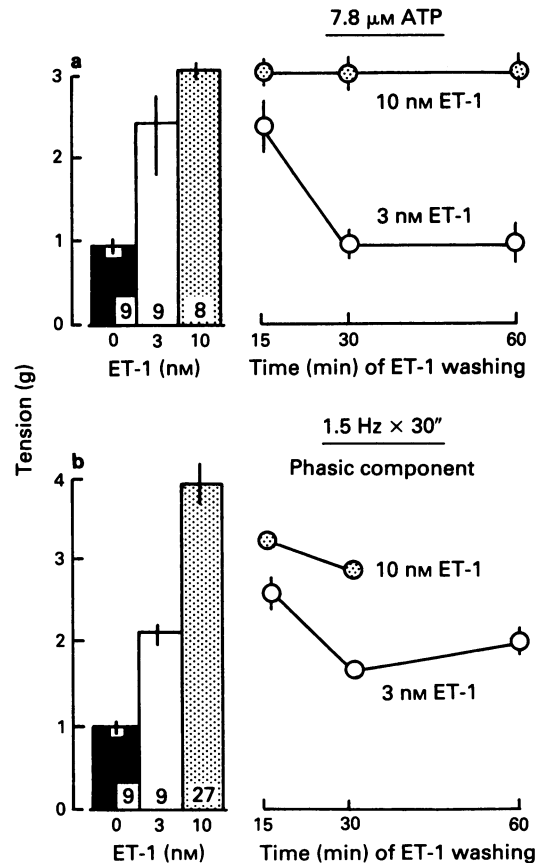 7.8 µM ATP
a
3
2
1
0
10 nM ET-1
3 nM ET-1
9 9 8
0 3 10
15 30 60
ET-1 (nM)
Time (min) of ET-1 washing
Tension (g)
1.5 Hz × 30″
b
Phasic component
4
3
2
1
0
10 nM ET-1
3 nM ET-1
9 9 27
0 3 10
15 30 60
ET-1 (nM)
Time (min) of ET-1 washing